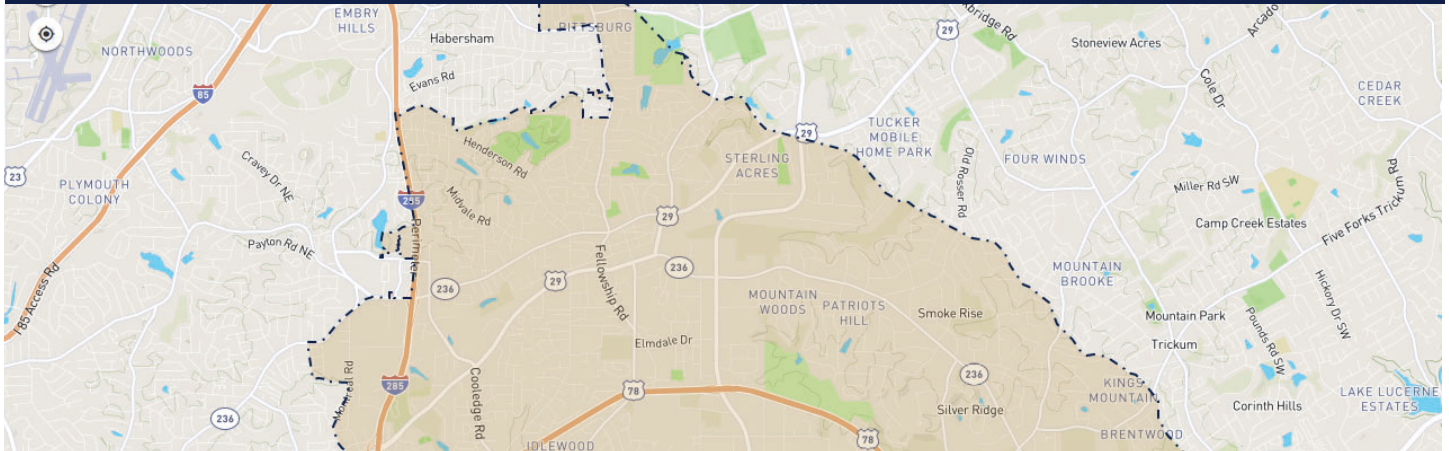 EMBRY
HILLS
PITTSBURG
Habersham
NORTHWOODS
Evans Rd
85
29
Stoneview Acres
Arcado
Cole Dr
CEDAR
CREEK
23
PLYMOUTH
COLONY
Cravey Dr NE
Henderson Rd
285
Midvale Rd
Perimeter
STERLING
ACRES
29
TUCKER
MOBILE
HOME PARK
Old Rosser Rd
FOUR WINDS
Miller Rd SW
Camp Creek Estates
Five Forks Trickum Rd
Payton Rd NE
29
236
29
236
Fellowship Rd
I 85 Access Rd
MOUNTAIN
WOODS
PATRIOTS
HILL
Smoke Rise
MOUNTAIN
BROOKE
Mountain Park
Trickum
Hickory Dr SW
Pounds Rd SW
Elmdale Dr
Montreal Rd
285
Cooledge Rd
78
236
236
Silver Ridge
KINGS
MOUNTAIN
Corinth Hills
LAKE LUCERNE
ESTATES
IDLEWOOD
78
BRENTWOOD